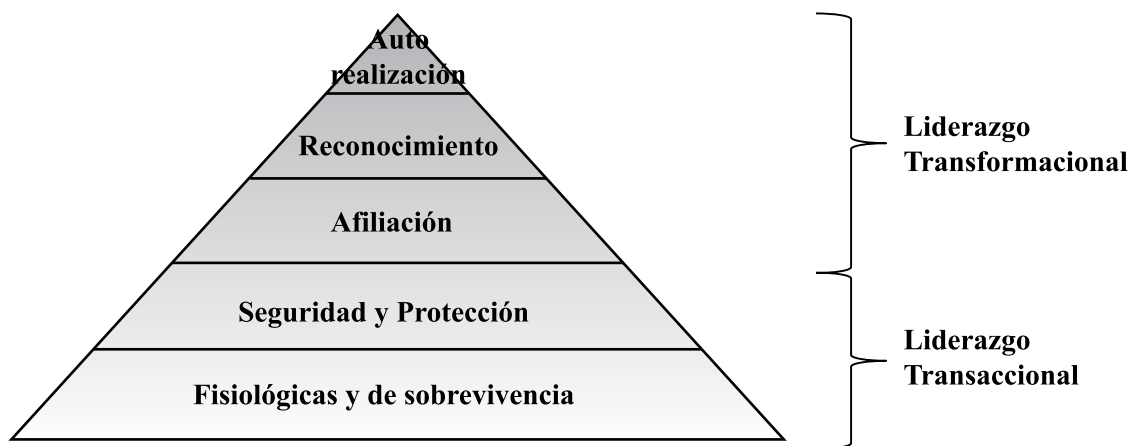 Auto
realización
Reconocimiento
Afiliación
Seguridad y Protección
Fisiológicas y de sobrevivencia
Liderazgo
Transformacional
Liderazgo
Transaccional